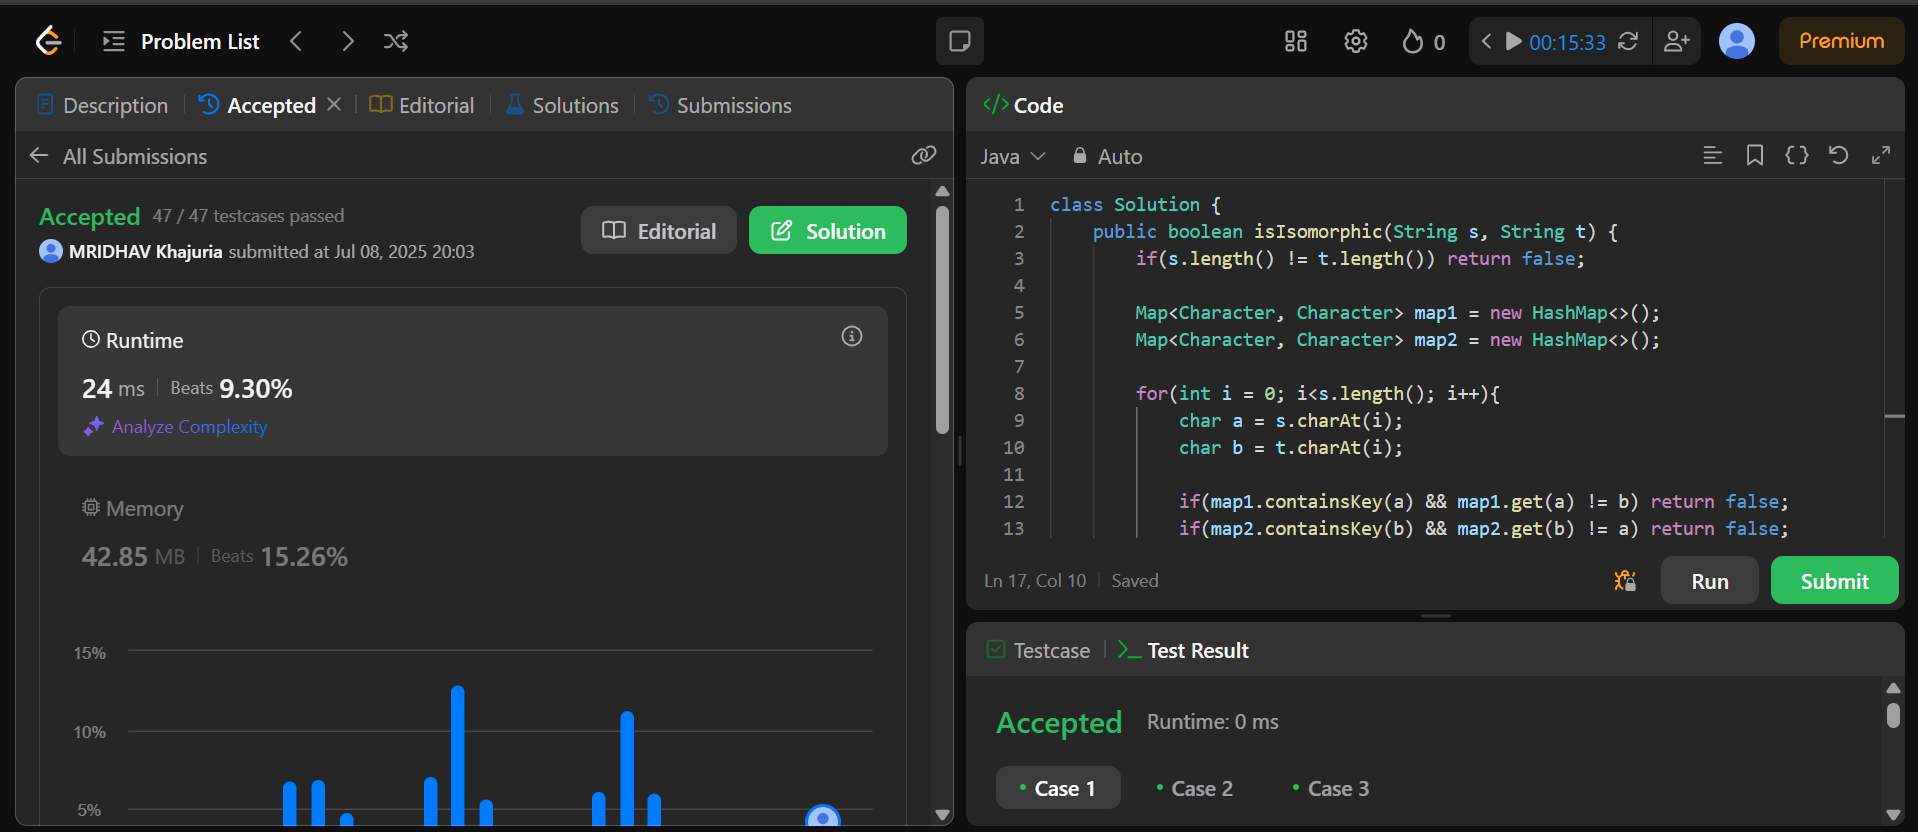 Problem List
0
00:15:33
Premium
Description
Accepted
Editorial
Solutions
Submissions
All Submissions
Accepted 47 / 47 testcases passed
MRIDHAV Khajuria submitted at Jul 08, 2025 20:03
Editorial
Solution
Runtime
24 ms
Beats 9.30%
Analyze Complexity
Memory
42.85 MB
Beats 15.26%
15%
10%
5%
</> Code
Java
Auto
1 class Solution {
2 public boolean isIsomorphic(String s, String t) {
3 if(s.length() != t.length()) return false;
4
5 Map<Character, Character> map1 = new HashMap<>();
6 Map<Character, Character> map2 = new HashMap<>();
7
8 for(int i = 0; i<s.length(); i++){
9 char a = s.charAt(i);
10 char b = t.charAt(i);
11
12 if(map1.containsKey(a) && map1.get(a) != b) return false;
13 if(map2.containsKey(b) && map2.get(b) != a) return false;
Ln 17, Col 10
Saved
Run
Submit
Testcase
Test Result
Accepted
Runtime: 0 ms
Case 1
Case 2
Case 3